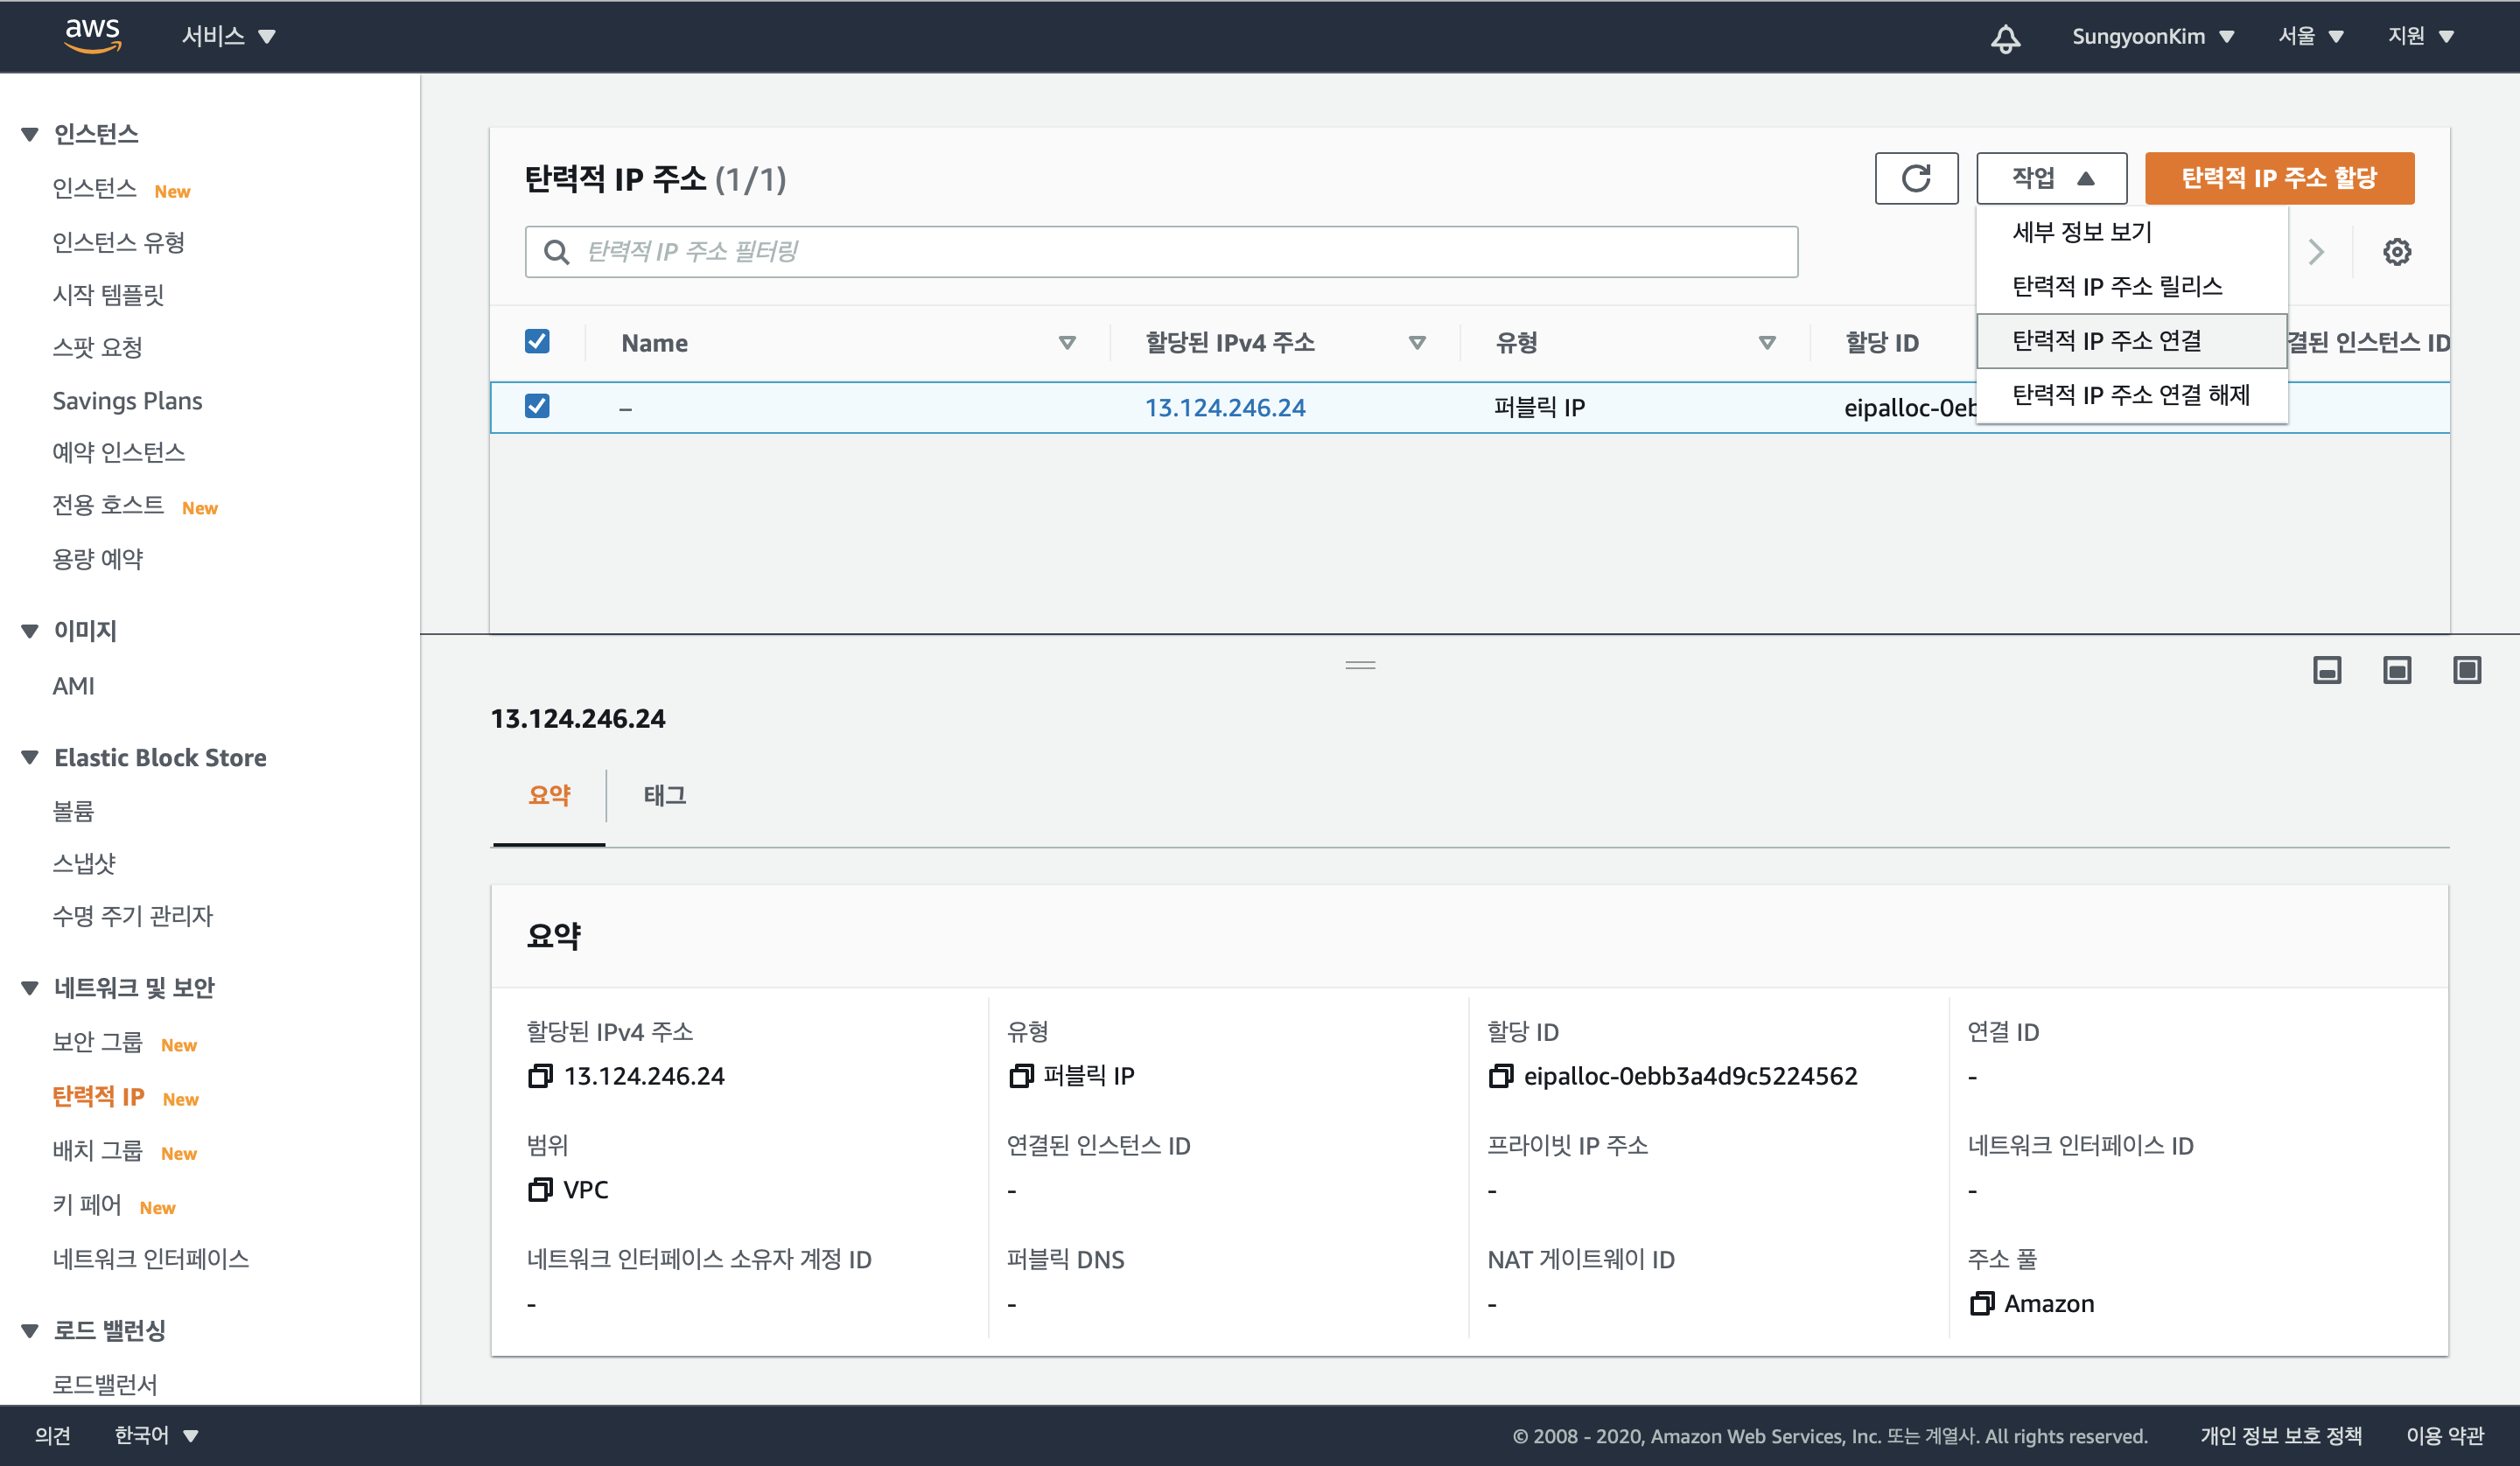 aws 서비스 SungyoonKim 서울 지원
인스턴스
인스턴스 New
인스턴스 유형
시작 템플릿
스팟 요청
Savings Plans
예약 인스턴스
전용 호스트 New
용량 예약
이미지
AMI
Elastic Block Store
볼륨
스냅샷
수명 주기 관리자
네트워크 및 보안
보안 그룹 New
탄력적 IP New
배치 그룹 New
키 페어 New
네트워크 인터페이스
로드 밸런싱
로드밸런서
탄력적 IP 주소 (1/1) 작업 탄력적 IP 주소 할당
탄력적 IP 주소 필터링
세부 정보 보기
탄력적 IP 주소 릴리스
탄력적 IP 주소 연결
탄력적 IP 주소 연결 해제
Name 할당된 IPv4 주소 유형 할당 ID 결된 인스턴스 ID
– 13.124.246.24 퍼블릭 IP eipalloc-0eb
13.124.246.24
요약 태그
요약
할당된 IPv4 주소 유형 할당 ID 연결 ID
13.124.246.24 퍼블릭 IP eipalloc-0ebb3a4d9c5224562 -
범위 연결된 인스턴스 ID 프라이빗 IP 주소 네트워크 인터페이스 ID
VPC - - -
네트워크 인터페이스 소유자 계정 ID 퍼블릭 DNS NAT 게이트웨이 ID 주소 풀
- - - Amazon
의견 한국어 © 2008 - 2020, Amazon Web Services, Inc. 또는 계열사. All rights reserved. 개인 정보 보호 정책 이용 약관